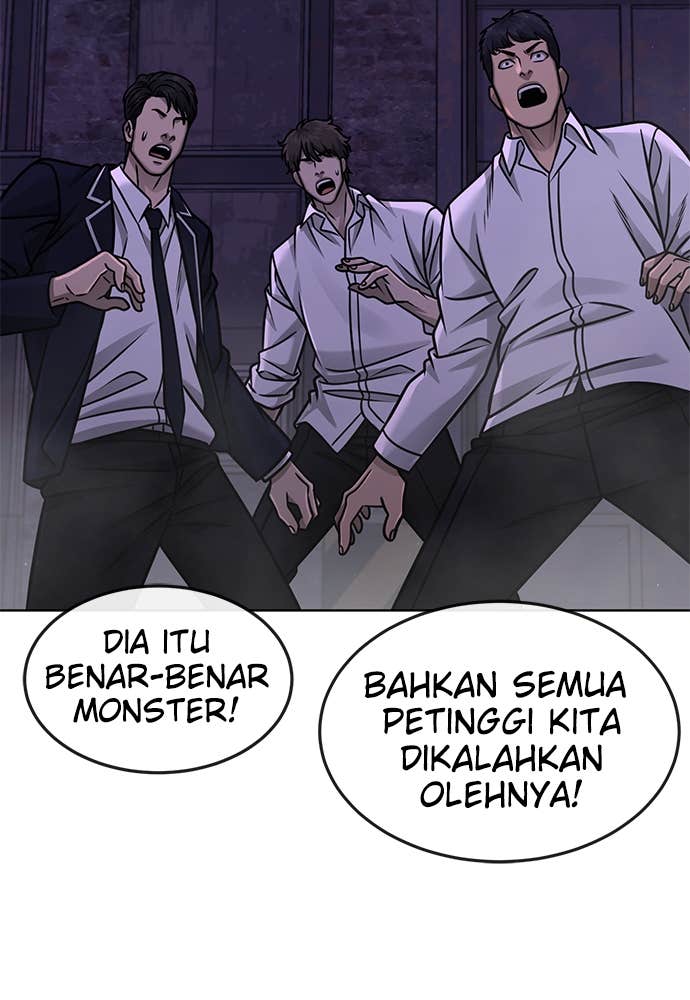 DIA ITU
BENAR-BENAR
MONSTER!
BAHKAN SEMUA
PETINGGI KITA
DIKALAHKAN
OLEHNYA!